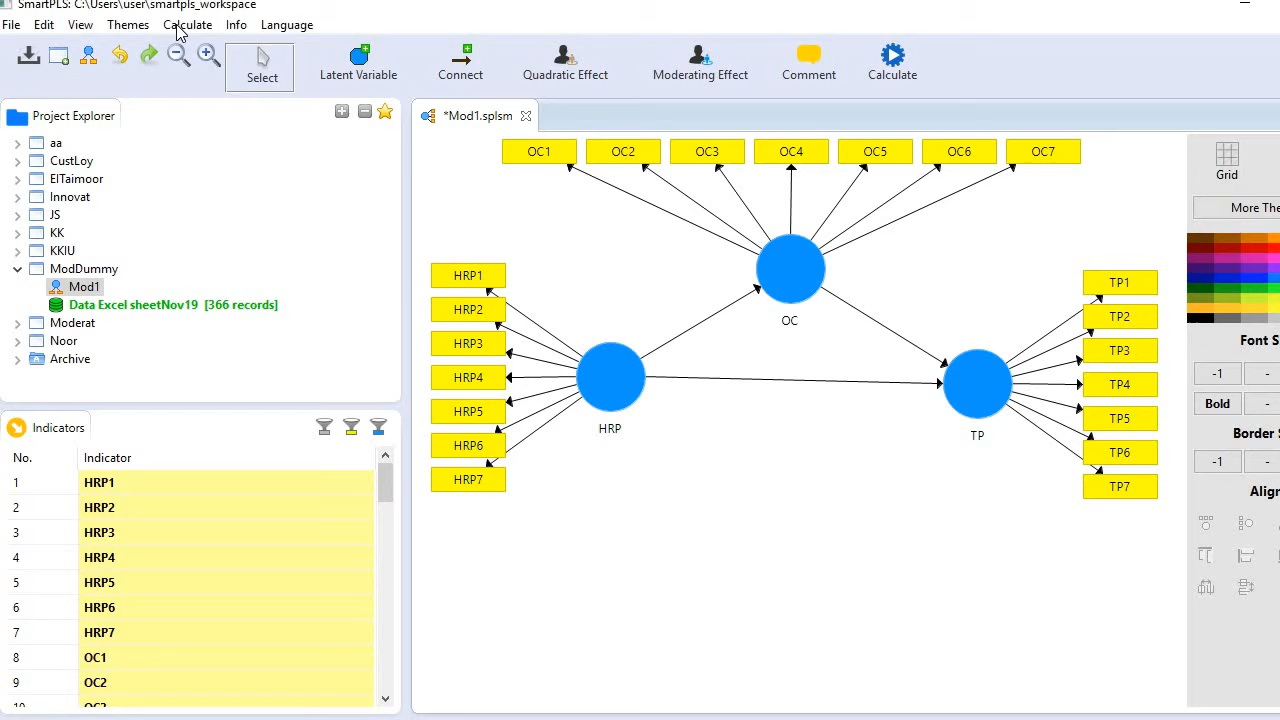 SmartPLS: C:\Users\user\smartpls_workspace
File Edit View Themes Calculate Info Language
Select
Latent Variable
Connect
Quadratic Effect
Moderating Effect
Comment
Calculate
Project Explorer
aa
CustLoy
ElTaimoor
Innovat
JS
KK
KKIU
ModDummy
Mod1
Data Excel sheetNov19 [366 records]
Moderat
Noor
Archive
Indicators
No. Indicator
1 HRP1
2 HRP2
3 HRP3
4 HRP4
5 HRP5
6 HRP6
7 HRP7
8 OC1
9 OC2
10 OC3
*Mod1.splsm
OC1 OC2 OC3 OC4 OC5 OC6 OC7
OC
HRP1
HRP2
HRP3
HRP4
HRP5
HRP6
HRP7
HRP
TP1
TP2
TP3
TP4
TP5
TP6
TP7
TP
Grid
More The
Font S
-1 -
Bold -
Border S
-1 -
Align